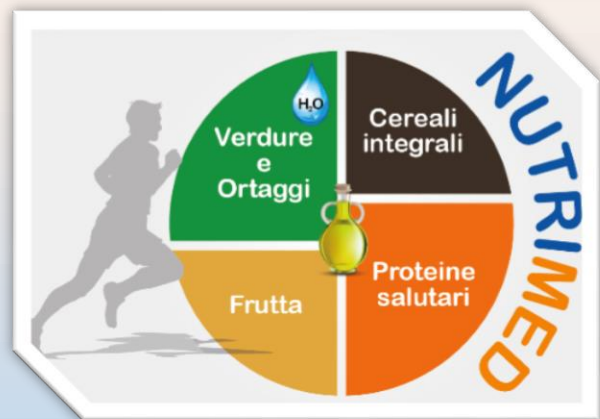 H₂O
Verdure
e
Ortaggi
Cereali
integrali
Frutta
Proteine
salutari
NUTRIMED